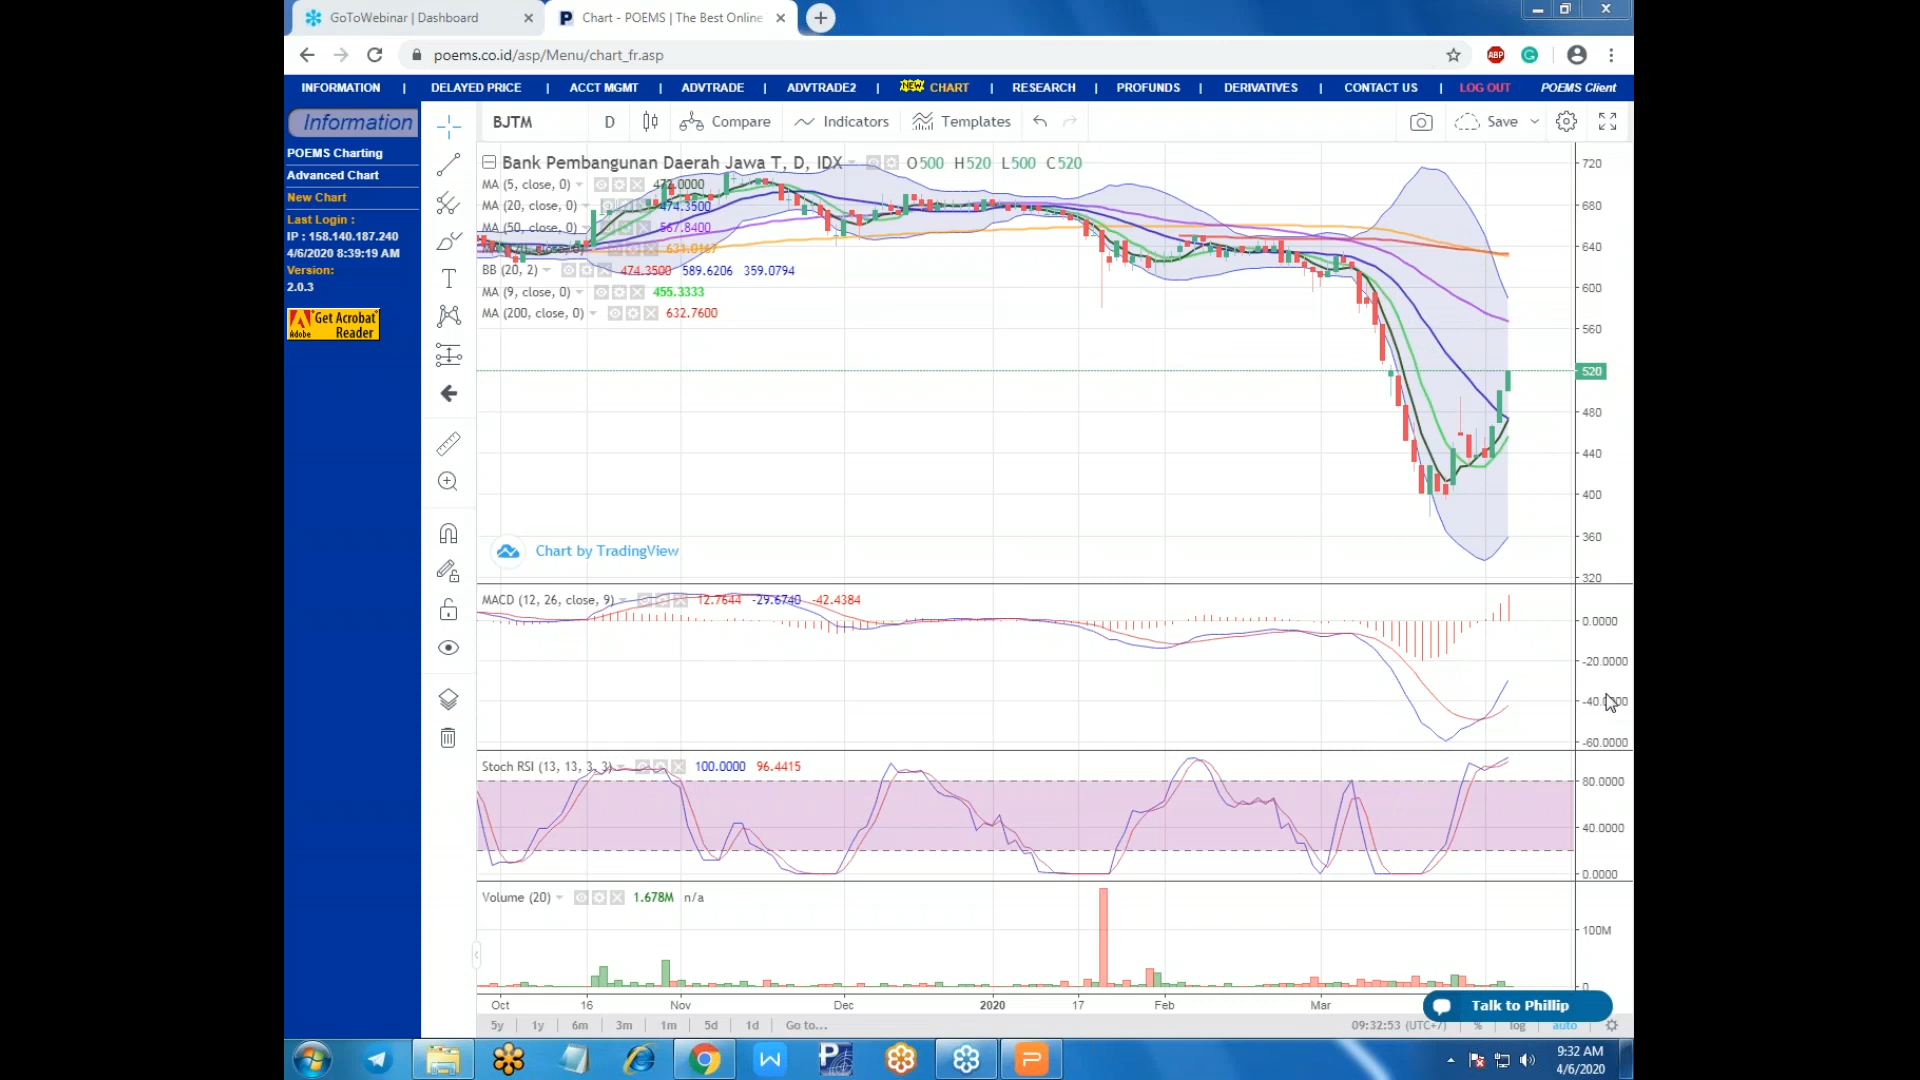 GoToWebinar | Dashboard
Chart - POEMS | The Best Online
poems.co.id/asp/Menu/chart_fr.asp
ABP
INFORMATION | DELAYED PRICE | ACCT MGMT | ADVTRADE | ADVTRADE2 | NEW CHART | RESEARCH | PROFUNDS | DERIVATIVES | CONTACT US | LOG OUT POEMS Client
Information
POEMS Charting
Advanced Chart
New Chart
Last Login :
IP : 158.140.187.240
4/6/2020 8:39:19 AM
Version:
2.0.3
Get Acrobat
Reader
Adobe
BJTM D Compare Indicators Templates Save
Bank Pembangunan Daerah Jawa T, D, IDX O500 H520 L500 C520
MA (5, close, 0) 472.0000
MA (20, close, 0) 474.3500
MA (50, close, 0) 567.8400
631.0167
BB (20, 2) 474.3500 589.6206 359.0794
MA (9, close, 0) 455.3333
MA (200, close, 0) 632.7600
720
680
640
600
560
520
480
440
400
360
320
Chart by TradingView
MACD (12, 26, close, 9) 12.7644 -29.6740 -42.4384
0.0000
-20.0000
-60.0000
Stoch RSI (13, 13, 3, 3) 100.0000 96.4415
80.0000
40.0000
0.0000
Volume (20) 1.678M n/a
100M
Oct 16 Nov Dec 2020 17 Feb Mar
Talk to Phillip
5y 1y 6m 3m 1m 5d 1d Go to...
09:32:53 (UTC+7) % log auto
9:32 AM
4/6/2020